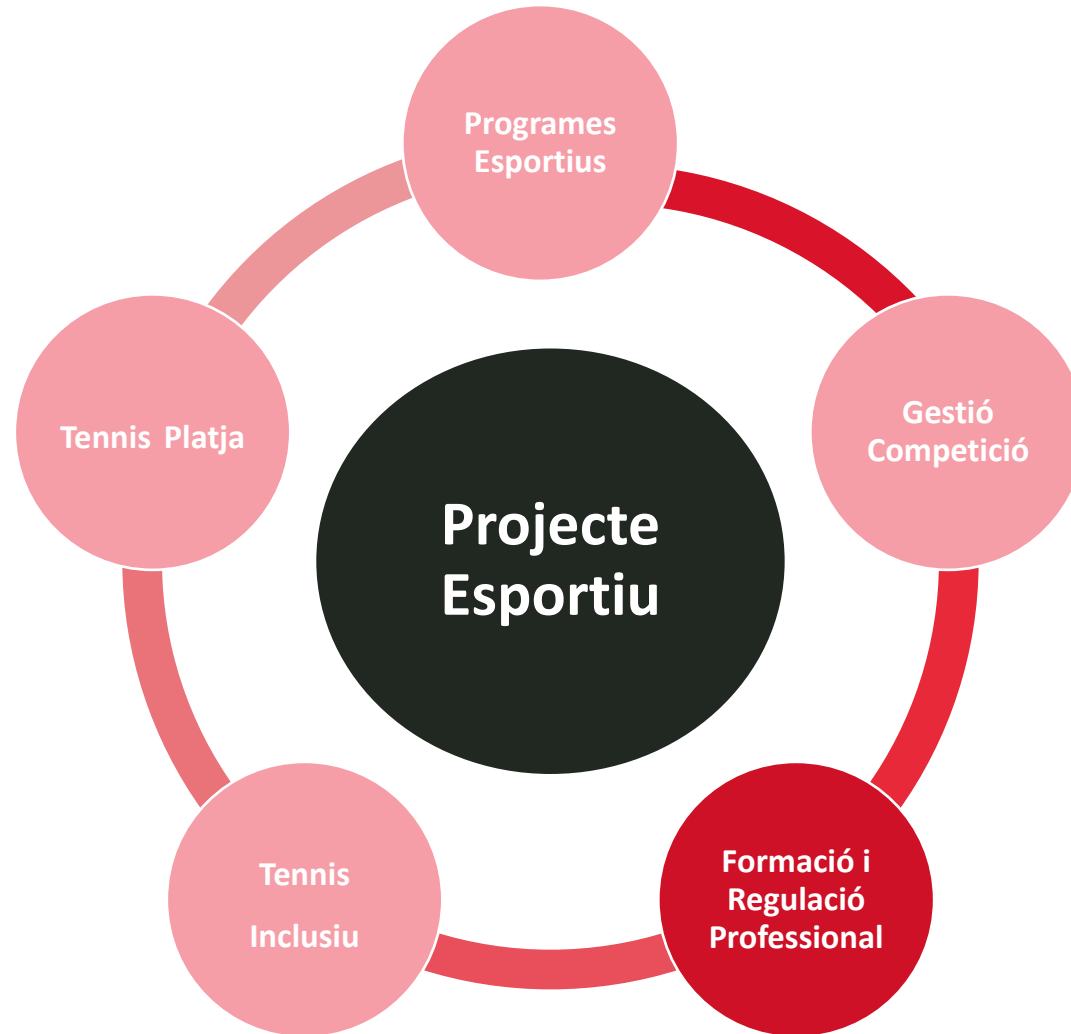 Programes
Esportius
Gestió
Competició
Tennis Platja
Projecte
Esportiu
Formació i
Regulació
Professional
Tennis
Inclusiu